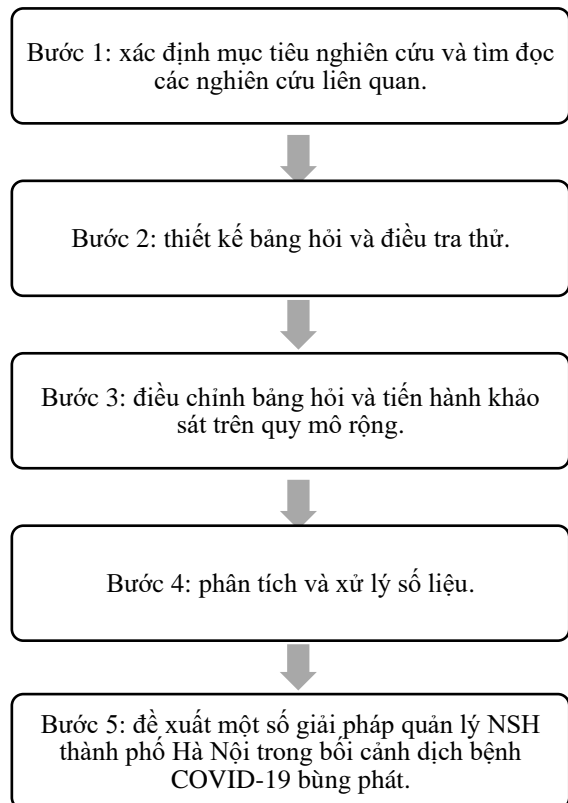 Bước 1: xác định mục tiêu nghiên cứu và tìm đọc
các nghiên cứu liên quan.
Bước 2: thiết kế bảng hỏi và điều tra thử.
Bước 3: điều chỉnh bảng hỏi và tiến hành khảo
sát trên quy mô rộng.
Bước 4: phân tích và xử lý số liệu.
Bước 5: đề xuất một số giải pháp quản lý NSH
thành phố Hà Nội trong bối cảnh dịch bệnh
COVID-19 bùng phát.